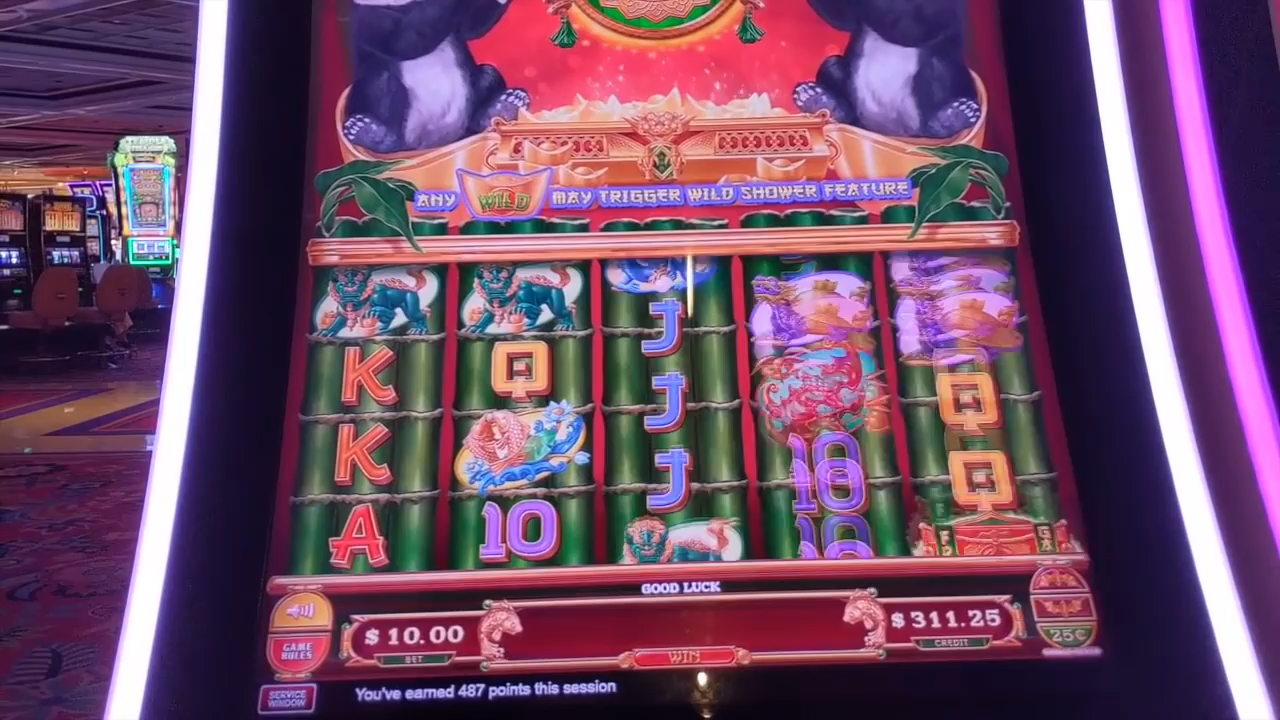 ANY WILD MAY TRIGGER WILD SHOWER FEATURE
K Q J
K J 10 Q
A 10 J 10 Q
GOOD LUCK
$10.00
BET
WIN
$311.25
CREDIT
25¢
GAME RULES
SERVICE WINDOW
You've earned 487 points this session